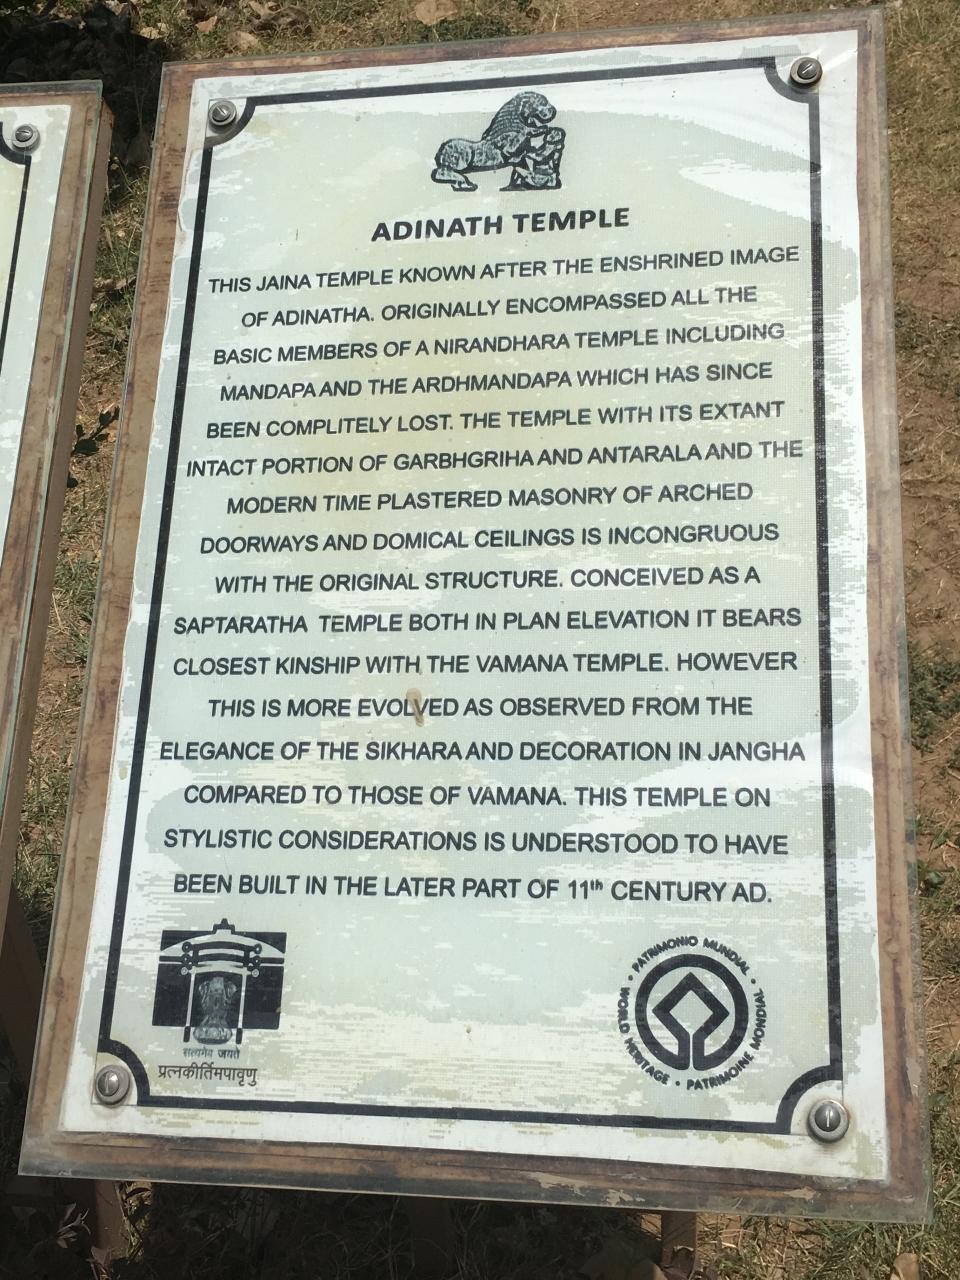 ADINATH TEMPLE
THIS JAINA TEMPLE KNOWN AFTER THE ENSHRINED IMAGE
OF ADINATHA. ORIGINALLY ENCOMPASSED ALL THE
BASIC MEMBERS OF A NIRANDHARA TEMPLE INCLUDING
MANDAPA AND THE ARDHMANDAPA WHICH HAS SINCE
BEEN COMPLITELY LOST. THE TEMPLE WITH ITS EXTANT
INTACT PORTION OF GARBHGRIHA AND ANTARALA AND THE
MODERN TIME PLASTERED MASONRY OF ARCHED
DOORWAYS AND DOMICAL CEILINGS IS INCONGRUOUS
WITH THE ORIGINAL STRUCTURE. CONCEIVED AS A
SAPTARATHA TEMPLE BOTH IN PLAN ELEVATION IT BEARS
CLOSEST KINSHIP WITH THE VAMANA TEMPLE. HOWEVER
THIS IS MORE EVOLVED AS OBSERVED FROM THE
ELEGANCE OF THE SIKHARA AND DECORATION IN JANGHA
COMPARED TO THOSE OF VAMANA. THIS TEMPLE ON
STYLISTIC CONSIDERATIONS IS UNDERSTOOD TO HAVE
BEEN BUILT IN THE LATER PART OF 11th CENTURY AD.
सत्यमेव जयते
प्रत्नकीर्तिमपावृणु
PATRIMONIO MUNDIAL • WORLD HERITAGE • PATRIMOINE MONDIAL •